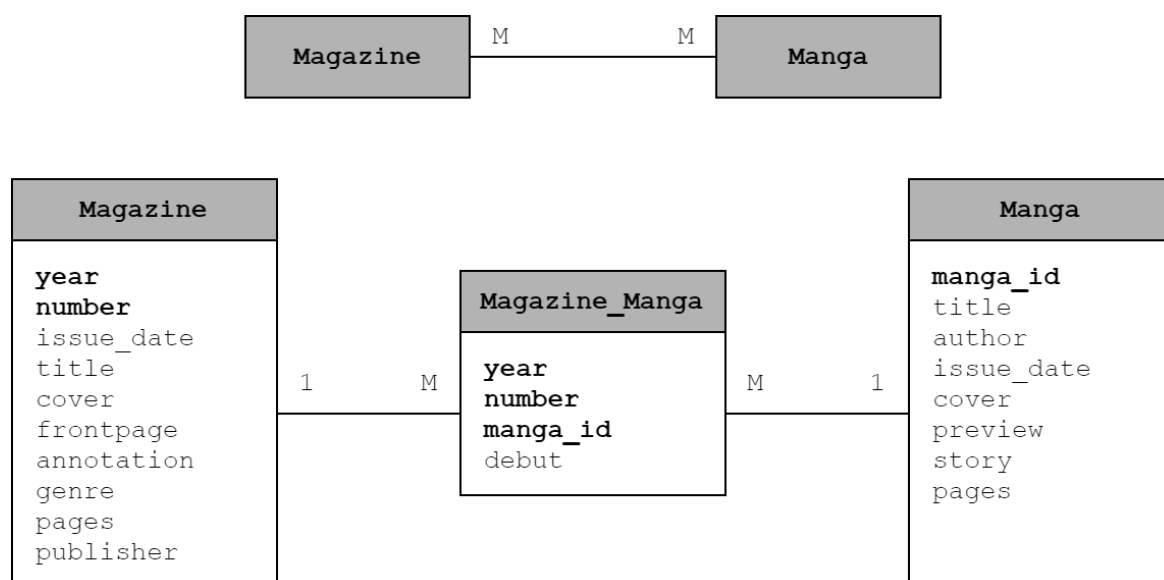 Magazine
M
M
Manga
Magazine
year
number
issue_date
title
cover
frontpage
annotation
genre
pages
publisher
1
M
Magazine_Manga
year
number
manga_id
debut
M
1
Manga
manga_id
title
author
issue_date
cover
preview
story
pages